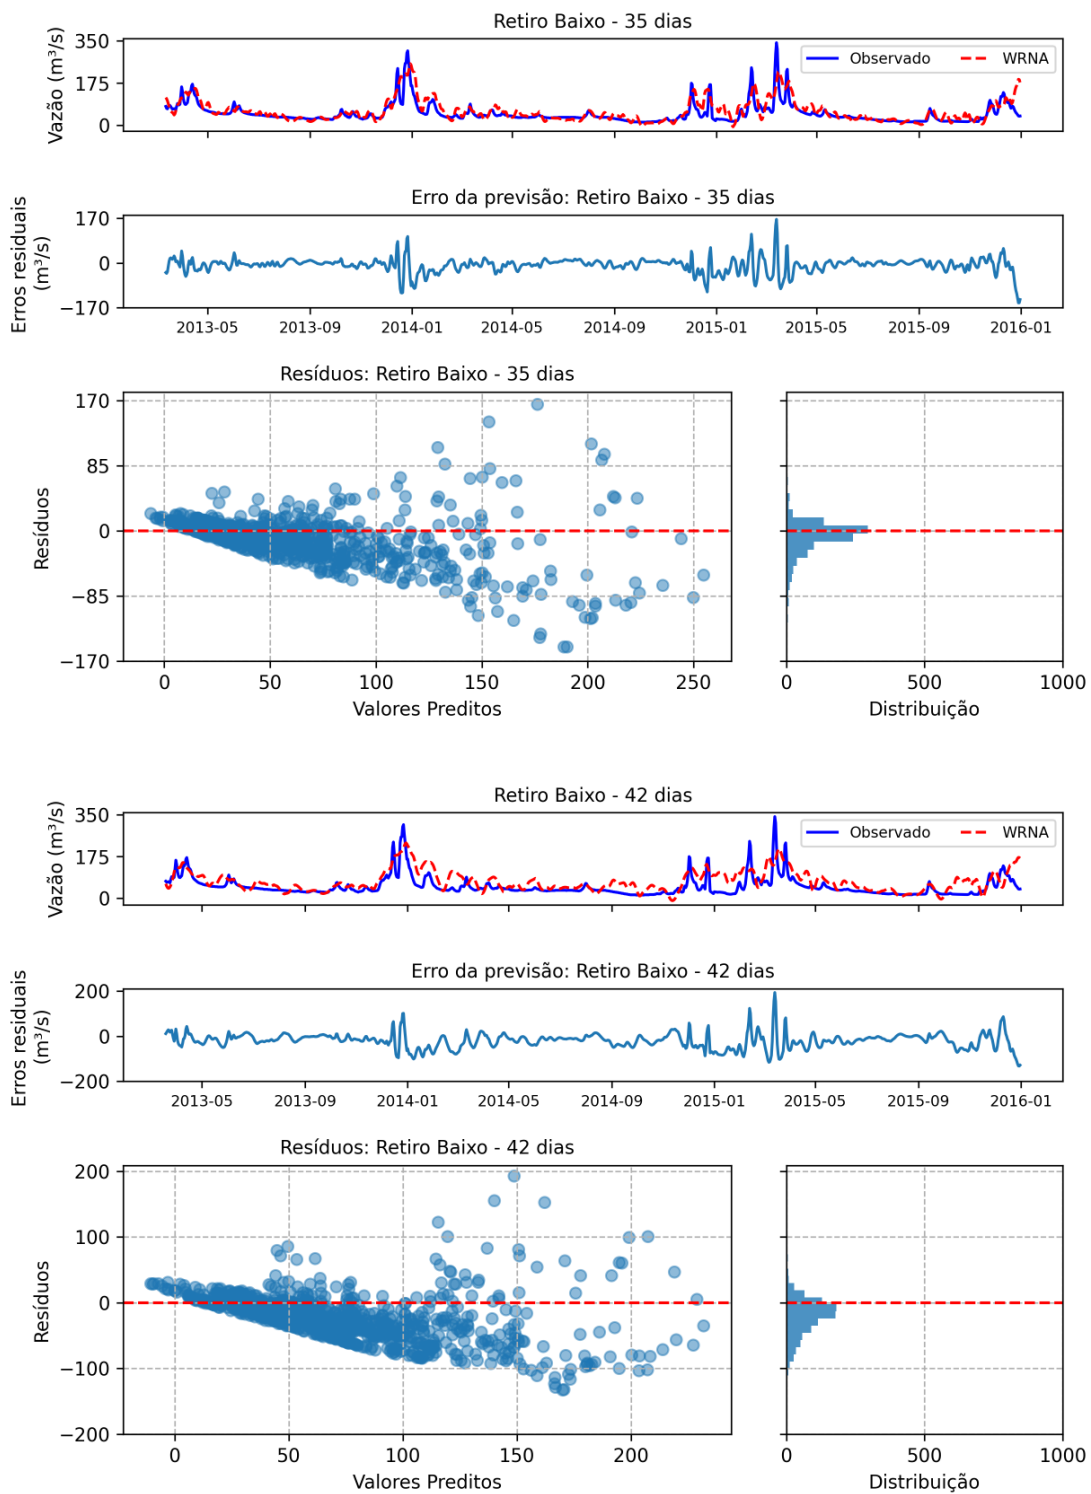 Retiro Baixo - 35 dias
Vazão (m³/s)
350
175
0
Observado
WRNA
Erro da previsão: Retiro Baixo - 35 dias
Erros residuais
(m³/s)
170
0
−170
2013-05
2013-09
2014-01
2014-05
2014-09
2015-01
2015-05
2015-09
2016-01
Resíduos: Retiro Baixo - 35 dias
Resíduos
170
85
0
−85
−170
0
50
100
150
200
250
Valores Preditos
0
500
1000
Distribuição
Retiro Baixo - 42 dias
Vazão (m³/s)
350
175
0
Observado
WRNA
Erro da previsão: Retiro Baixo - 42 dias
Erros residuais
(m³/s)
200
0
−200
2013-05
2013-09
2014-01
2014-05
2014-09
2015-01
2015-05
2015-09
2016-01
Resíduos: Retiro Baixo - 42 dias
Resíduos
200
100
0
−100
−200
0
50
100
150
200
Valores Preditos
0
500
1000
Distribuição